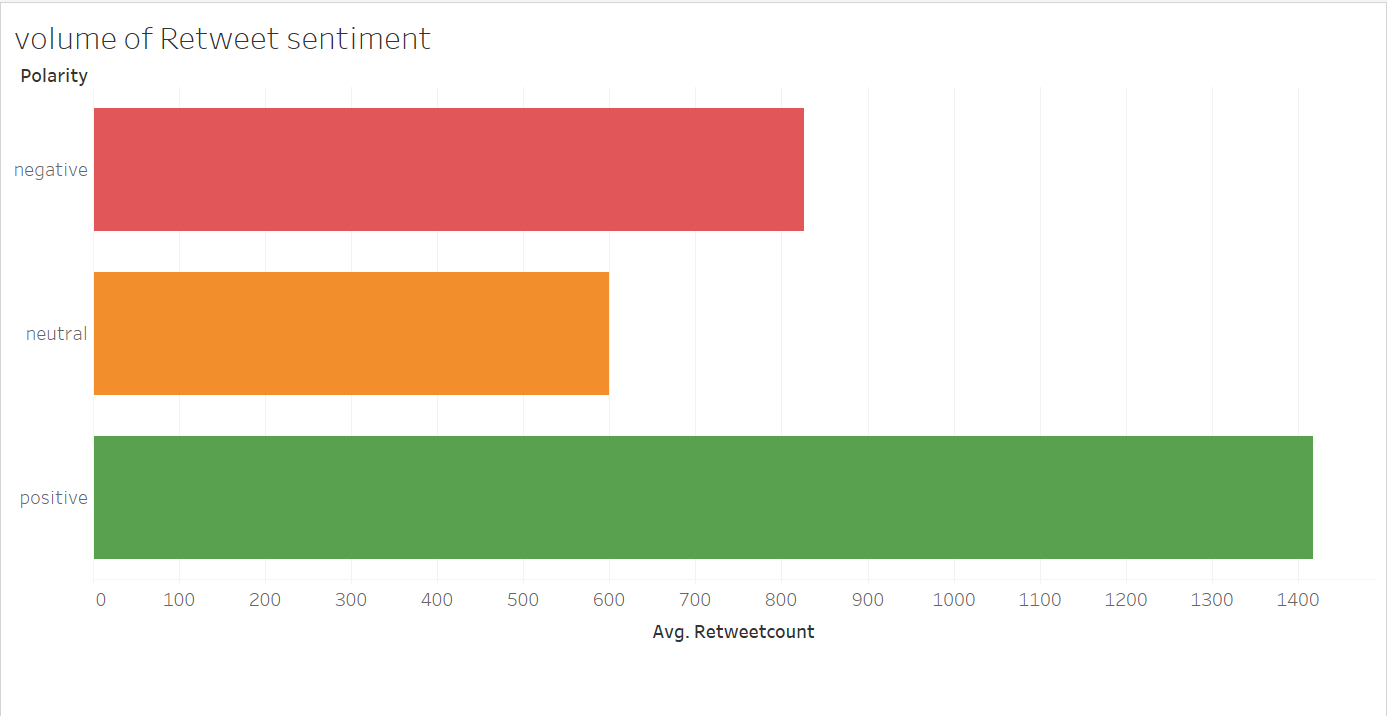 volume of Retweet sentiment
Polarity
negative
neutral
positive
0 100 200 300 400 500 600 700 800 900 1000 1100 1200 1300 1400
Avg. Retweetcount